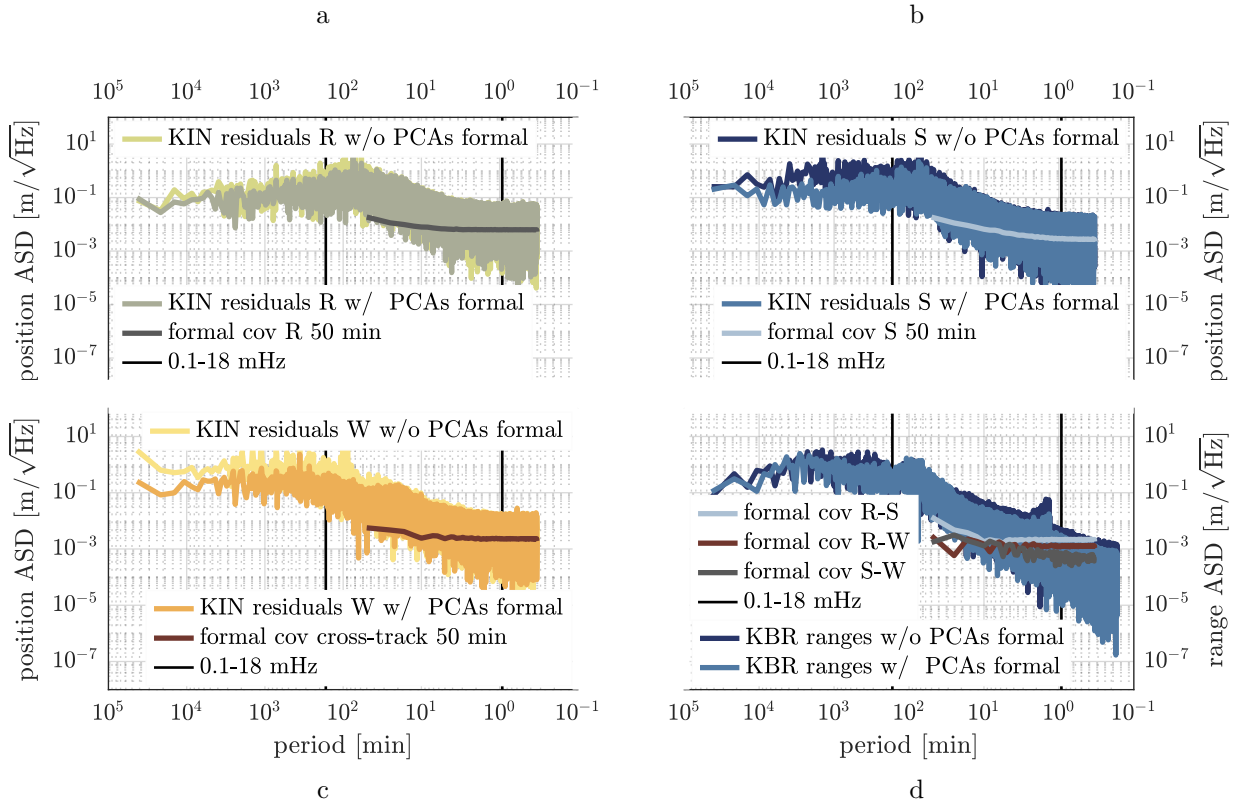 a
b
10^5 10^4 10^3 10^2 10^1 10^0 10^-1
10^5 10^4 10^3 10^2 10^1 10^0 10^-1
position ASD [m/√Hz]
10^1
10^-1
10^-3
10^-5
10^-7
KIN residuals R w/o PCAs formal
KIN residuals R w/ PCAs formal
formal cov R 50 min
0.1-18 mHz
KIN residuals S w/o PCAs formal
KIN residuals S w/ PCAs formal
formal cov S 50 min
0.1-18 mHz
10^1
10^-1
10^-3
10^-5
10^-7
position ASD [m/√Hz]
position ASD [m/√Hz]
10^1
10^-1
10^-3
10^-5
10^-7
KIN residuals W w/o PCAs formal
KIN residuals W w/ PCAs formal
formal cov cross-track 50 min
0.1-18 mHz
formal cov R-S
formal cov R-W
formal cov S-W
0.1-18 mHz
KBR ranges w/o PCAs formal
KBR ranges w/ PCAs formal
10^1
10^-1
10^-3
10^-5
10^-7
range ASD [m/√Hz]
10^5 10^4 10^3 10^2 10^1 10^0 10^-1
10^5 10^4 10^3 10^2 10^1 10^0 10^-1
period [min]
period [min]
c
d